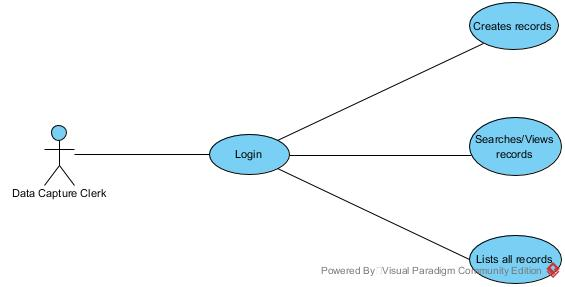 Creates records
Searches/Views
records
Login
Data Capture Clerk
Lists all records
Powered By Visual Paradigm Community Edition